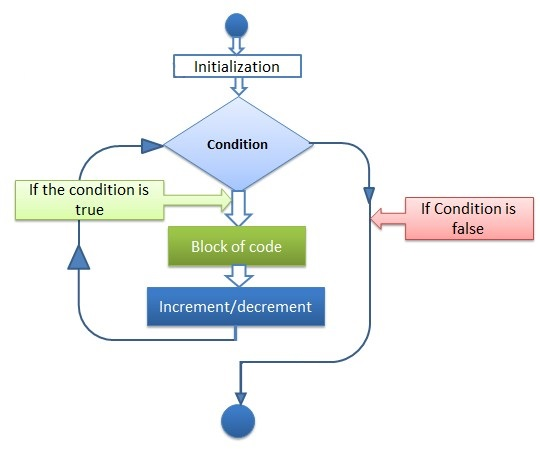 Initialization
Condition
If the condition is
true
If Condition is
false
Block of code
Increment/decrement